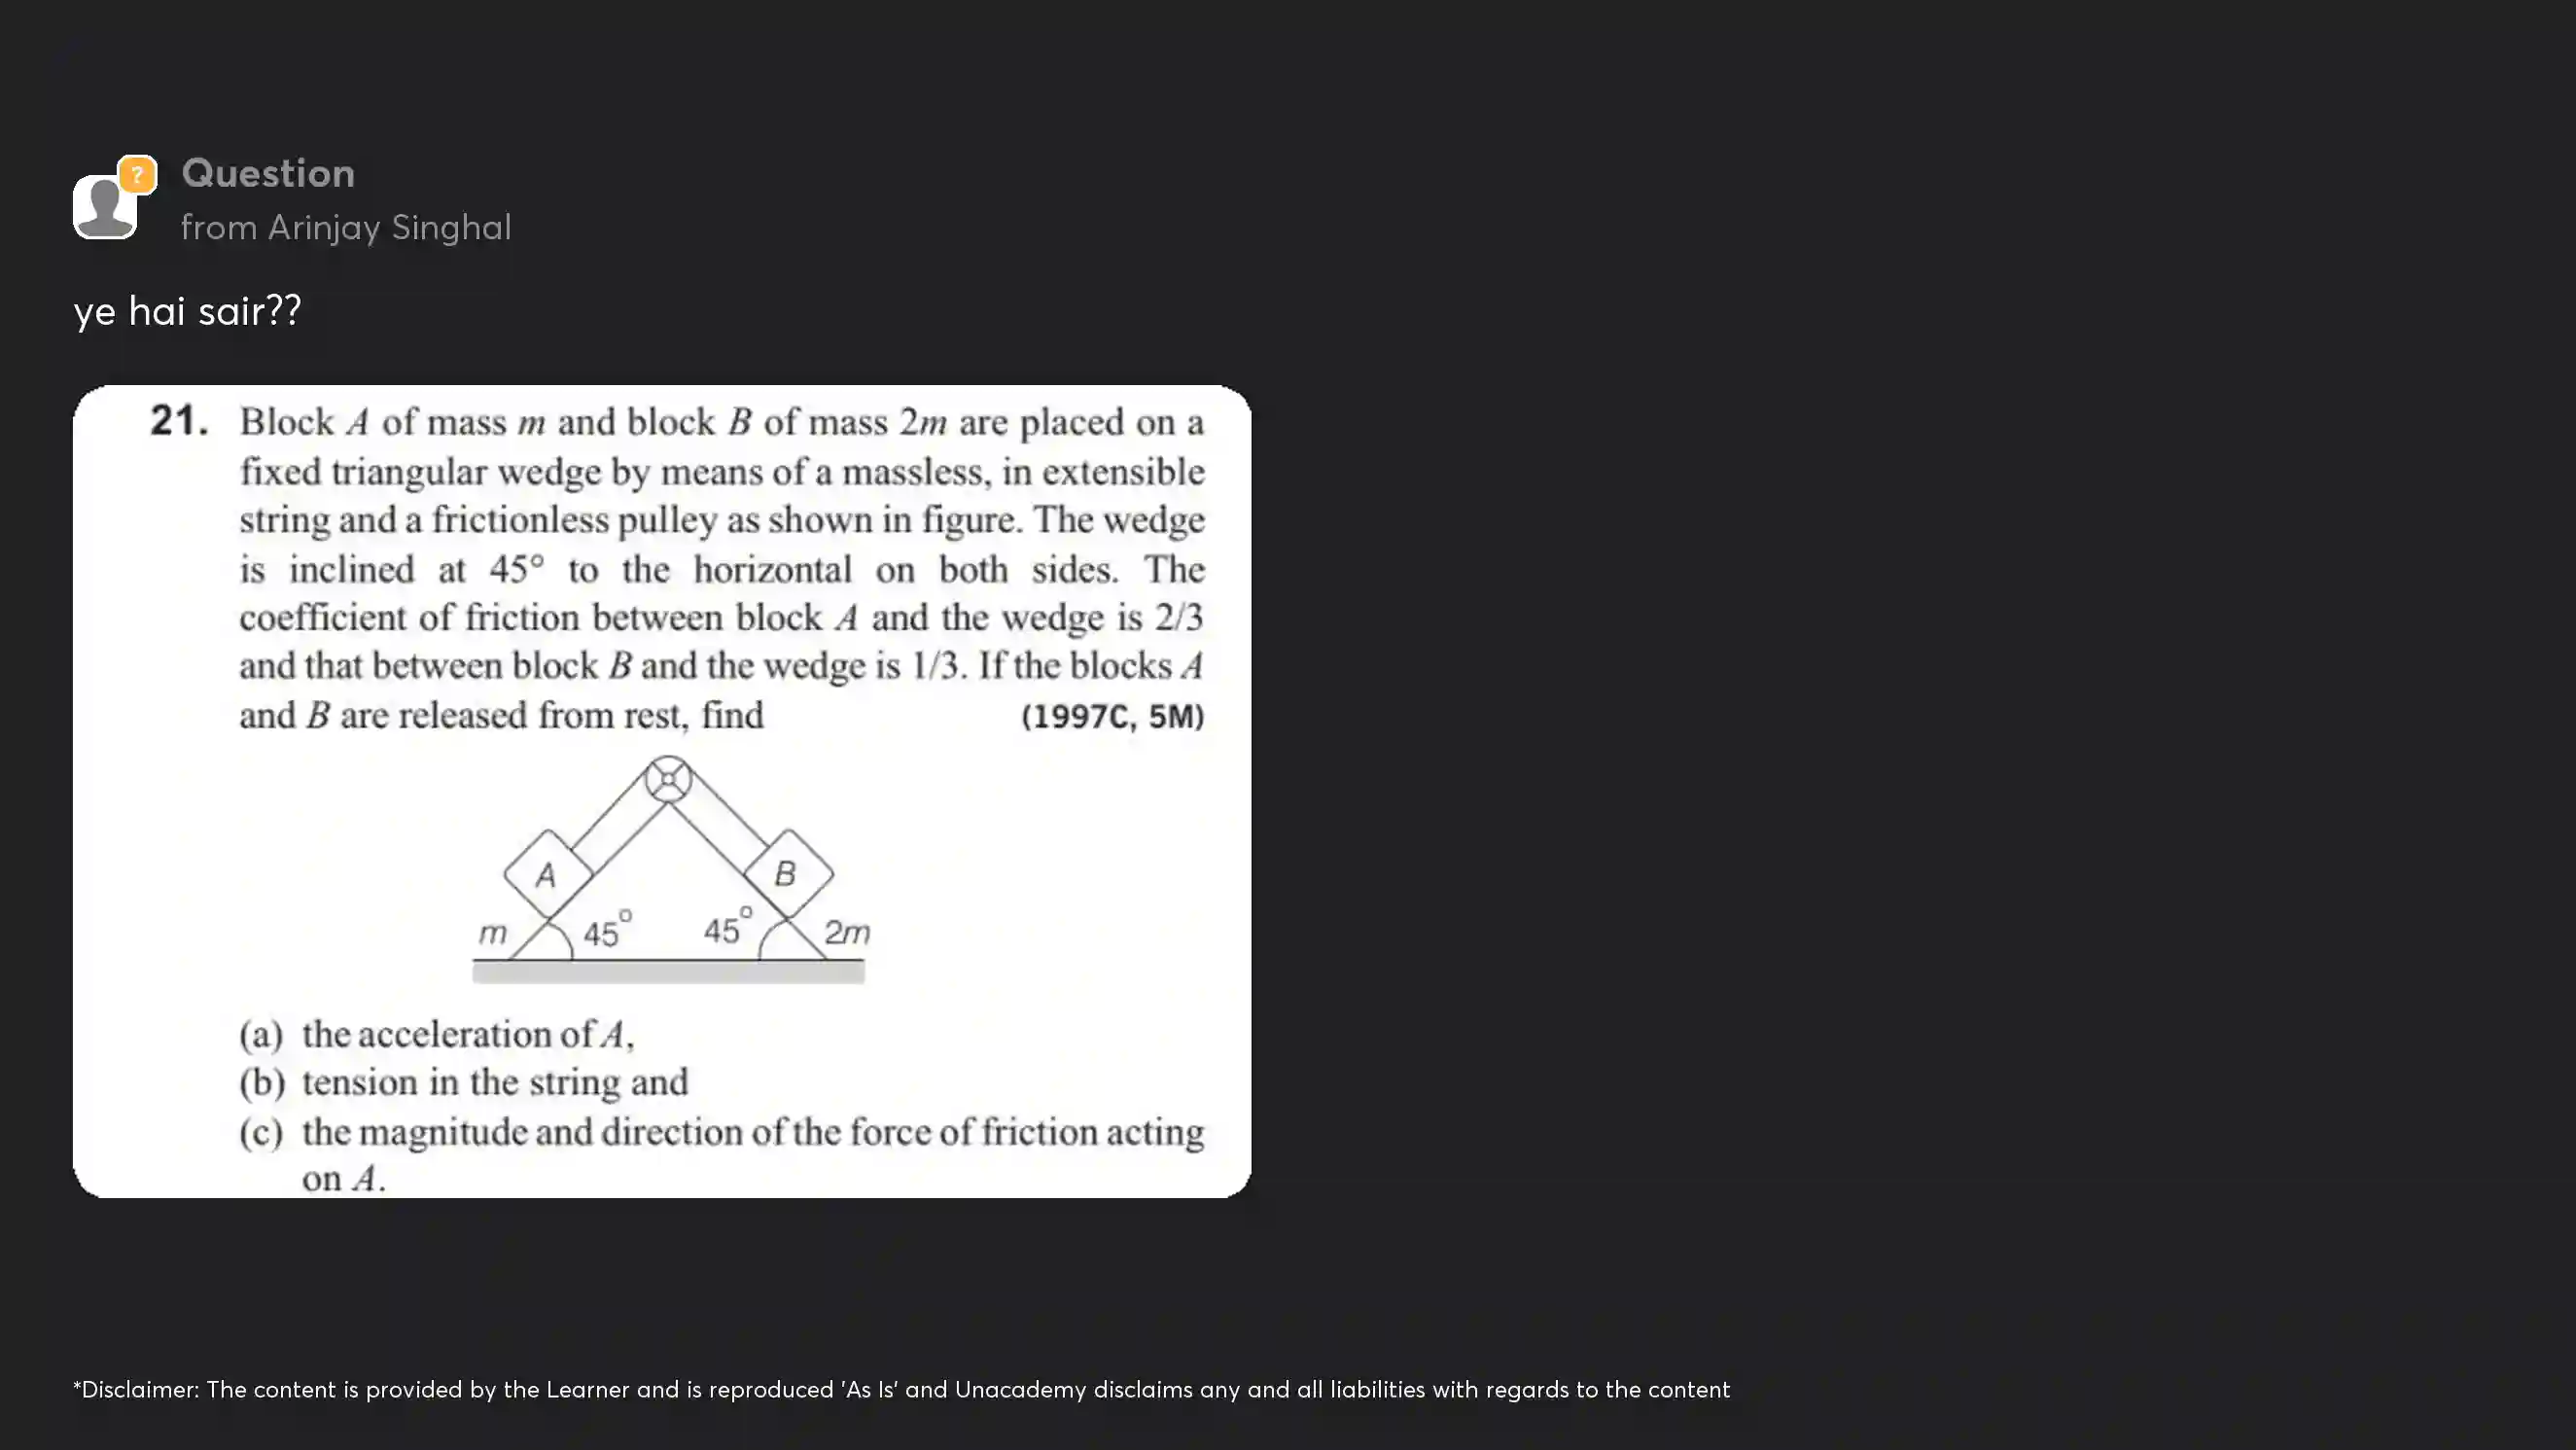 ?
Question
from Arinjay Singhal
ye hai sair??
21. Block A of mass m and block B of mass 2m are placed on a
fixed triangular wedge by means of a massless, in extensible
string and a frictionless pulley as shown in figure. The wedge
is inclined at 45° to the horizontal on both sides. The
coefficient of friction between block A and the wedge is 2/3
and that between block B and the wedge is 1/3. If the blocks A
and B are released from rest, find (1997C, 5M)
A B
m 45° 45° 2m
(a) the acceleration of A,
(b) tension in the string and
(c) the magnitude and direction of the force of friction acting
on A.
*Disclaimer: The content is provided by the Learner and is reproduced 'As Is' and Unacademy disclaims any and all liabilities with regards to the content